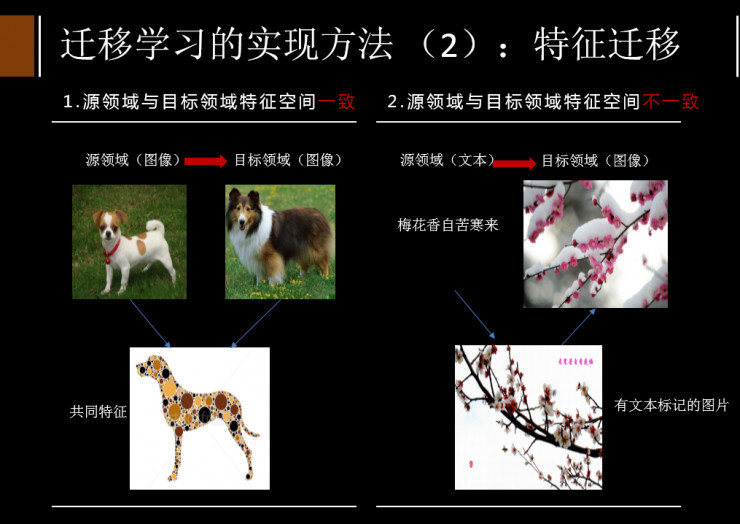 迁移学习的实现方法 （2）：特征迁移
1.源领域与目标领域特征空间一致
2.源领域与目标领域特征空间不一致
源领域（图像）
目标领域（图像）
源领域（文本）
目标领域（图像）
梅花香自苦寒来
共同特征
有文本标记的图片